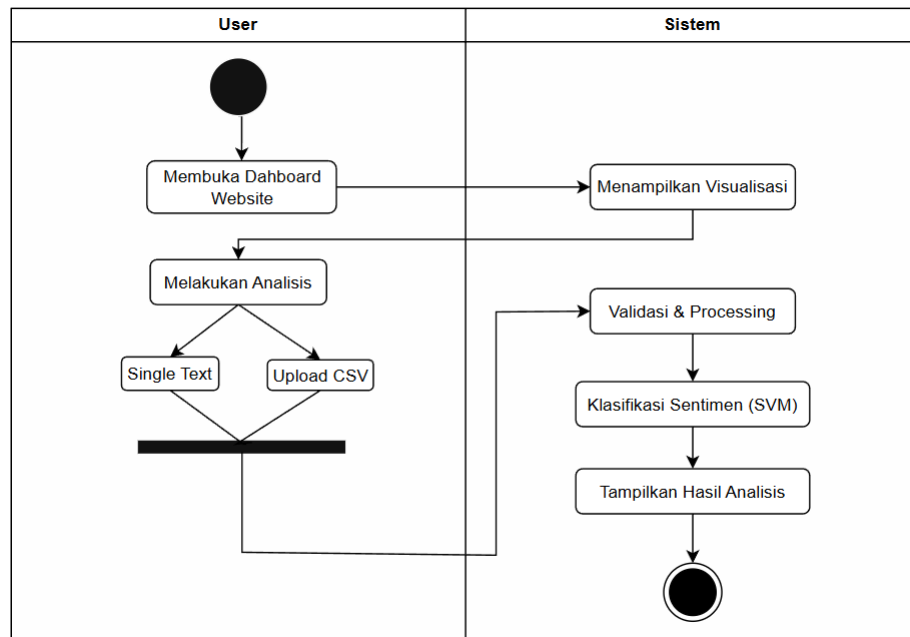 User
Sistem
Membuka Dahboard
Website
Menampilkan Visualisasi
Melakukan Analisis
Single Text
Upload CSV
Validasi & Processing
Klasifikasi Sentimen (SVM)
Tampilkan Hasil Analisis